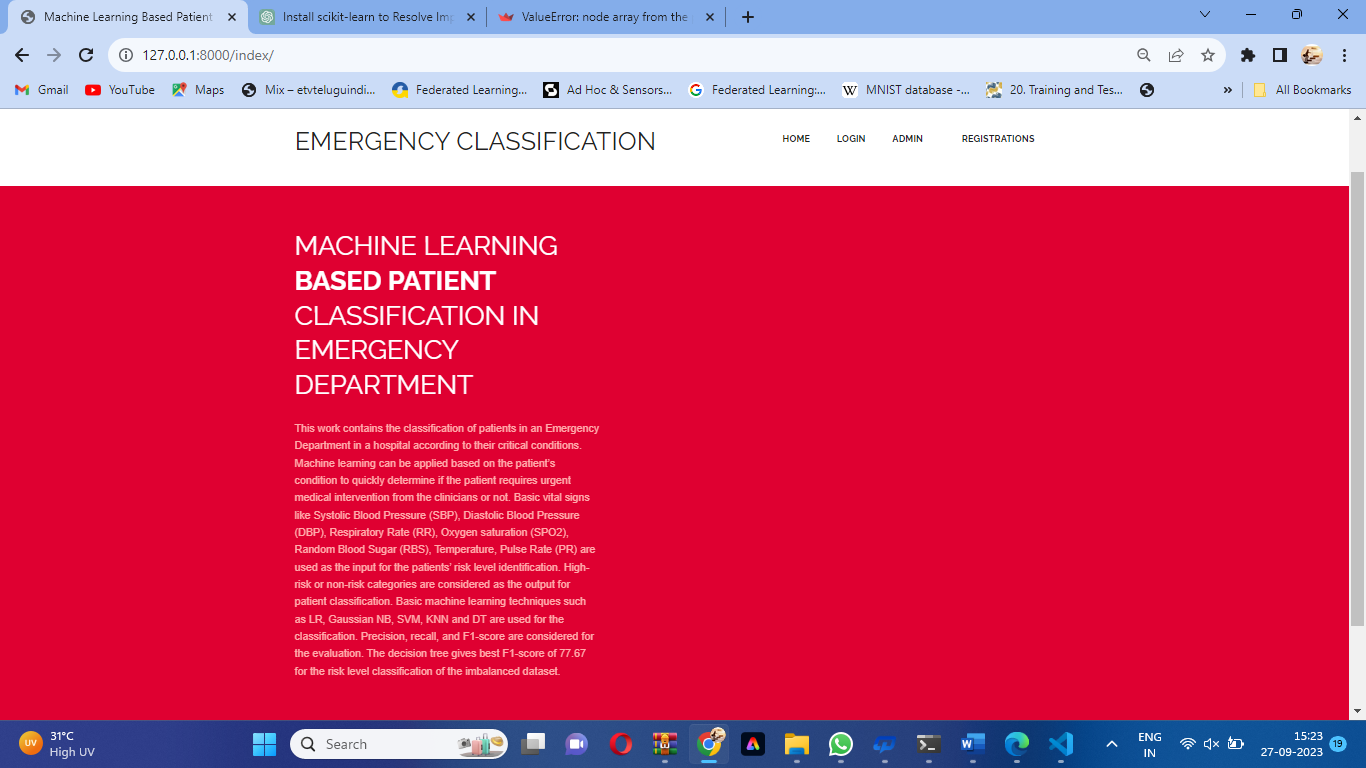 Machine Learning Based Patient
Install scikit-learn to Resolve Imp
ValueError: node array from the
127.0.0.1:8000/index/
Gmail
YouTube
Maps
Mix – etvteluguindi...
Federated Learning...
Ad Hoc & Sensors...
Federated Learning:...
MNIST database -...
20. Training and Tes...
»
All Bookmarks
EMERGENCY CLASSIFICATION
HOME
LOGIN
ADMIN
REGISTRATIONS
MACHINE LEARNING
BASED PATIENT
CLASSIFICATION IN
EMERGENCY
DEPARTMENT
This work contains the classification of patients in an Emergency
Department in a hospital according to their critical conditions.
Machine learning can be applied based on the patient's
condition to quickly determine if the patient requires urgent
medical intervention from the clinicians or not. Basic vital signs
like Systolic Blood Pressure (SBP), Diastolic Blood Pressure
(DBP), Respiratory Rate (RR), Oxygen saturation (SPO2),
Random Blood Sugar (RBS), Temperature, Pulse Rate (PR) are
used as the input for the patients' risk level identification. High-
risk or non-risk categories are considered as the output for
patient classification. Basic machine learning techniques such
as LR, Gaussian NB, SVM, KNN and DT are used for the
classification. Precision, recall, and F1-score are considered for
the evaluation. The decision tree gives best F1-score of 77.67
for the risk level classification of the imbalanced dataset.
UV
31°C
High UV
Search
ENG
IN
15:23
27-09-2023
19